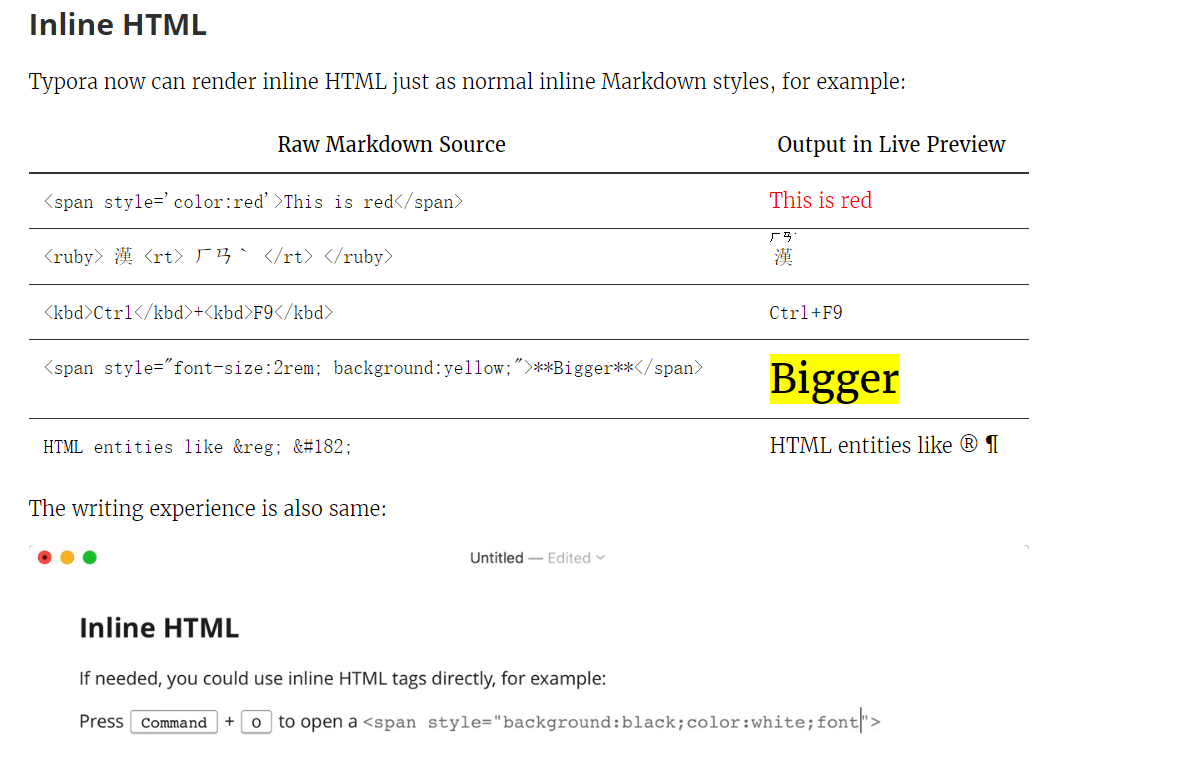 Inline HTML
Typora now can render inline HTML just as normal inline Markdown styles, for example:
Raw Markdown Source Output in Live Preview
<span style='color:red'>This is red</span> This is red
<ruby> 漢 <rt> ㄏㄢˋ </rt> </ruby> 漢 ㄏㄢˋ
<kbd>Ctrl</kbd>+<kbd>F9</kbd> Ctrl+F9
<span style="font-size:2rem; background:yellow;">**Bigger**</span> Bigger
HTML entities like &reg; &#182; HTML entities like ® ¶
The writing experience is also same:
Untitled — Edited
Inline HTML
If needed, you could use inline HTML tags directly, for example:
Press Command + O to open a <span style="background:black;color:white;font">